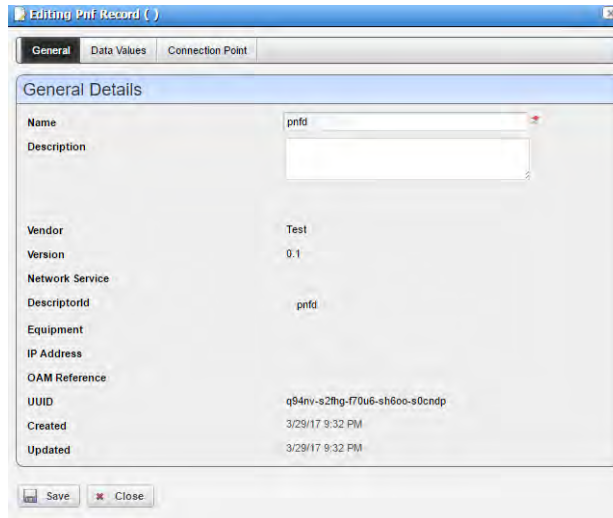 Editing Pnf Record ( )
General Data Values Connection Point
General Details
Name pnfd *
Description
Vendor Test
Version 0.1
Network Service
DescriptorId pnfd
Equipment
IP Address
OAM Reference
UUID q94nv-s2fhg-f70u6-sh6oo-s0cndp
Created 3/29/17 9:32 PM
Updated 3/29/17 9:32 PM
Save Close